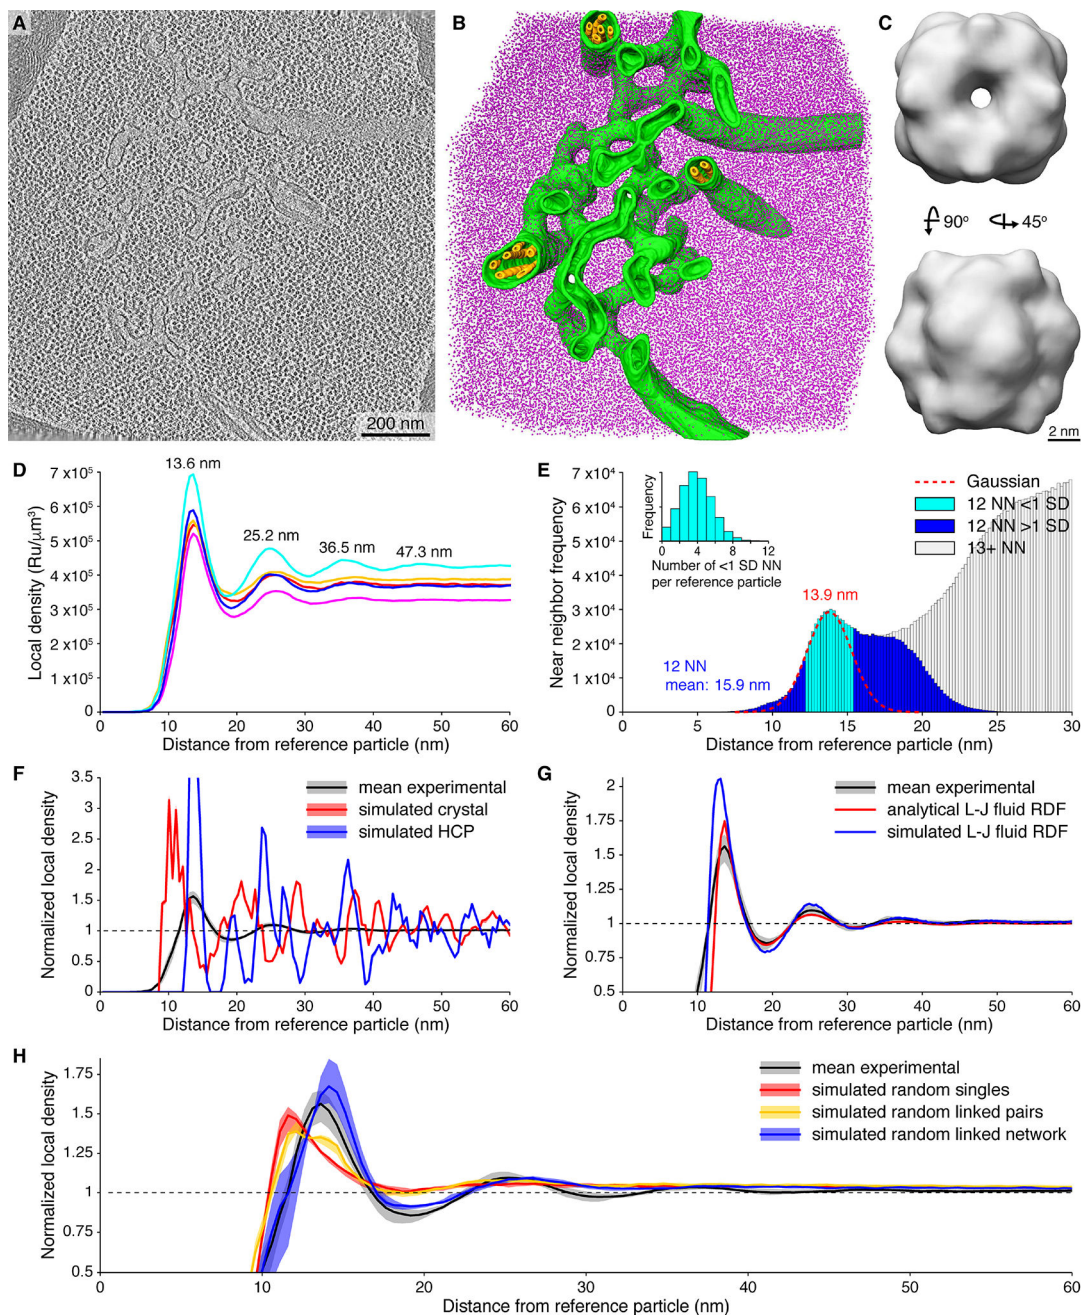 A
B
C
200 nm
90°
45°
2 nm
D
13.6 nm
25.2 nm
36.5 nm
47.3 nm
7 x10⁵
6 x10⁵
5 x10⁵
4 x10⁵
3 x10⁵
2 x10⁵
1 x10⁵
0
Local density (Ru/μm³)
0 10 20 30 40 50 60
Distance from reference particle (nm)
E
7 x10⁴
6 x10⁴
5 x10⁴
4 x10⁴
3 x10⁴
2 x10⁴
1 x10⁴
0
Near neighbor frequency
Frequency
0 4 8 12
Number of <1 SD NN
per reference particle
Gaussian
12 NN <1 SD
12 NN >1 SD
13+ NN
13.9 nm
12 NN
mean: 15.9 nm
0 5 10 15 20 25 30
Distance from reference particle (nm)
F
3.5
3
2.5
2
1.5
1
0.5
0
Normalized local density
mean experimental
simulated crystal
simulated HCP
0 10 20 30 40 50 60
Distance from reference particle (nm)
G
2
1.75
1.5
1.25
1
0.75
0.5
Normalized local density
mean experimental
analytical L-J fluid RDF
simulated L-J fluid RDF
0 10 20 30 40 50 60
Distance from reference particle (nm)
H
1.75
1.5
1.25
1
0.75
0.5
Normalized local density
mean experimental
simulated random singles
simulated random linked pairs
simulated random linked network
0 10 20 30 40 50 60
Distance from reference particle (nm)